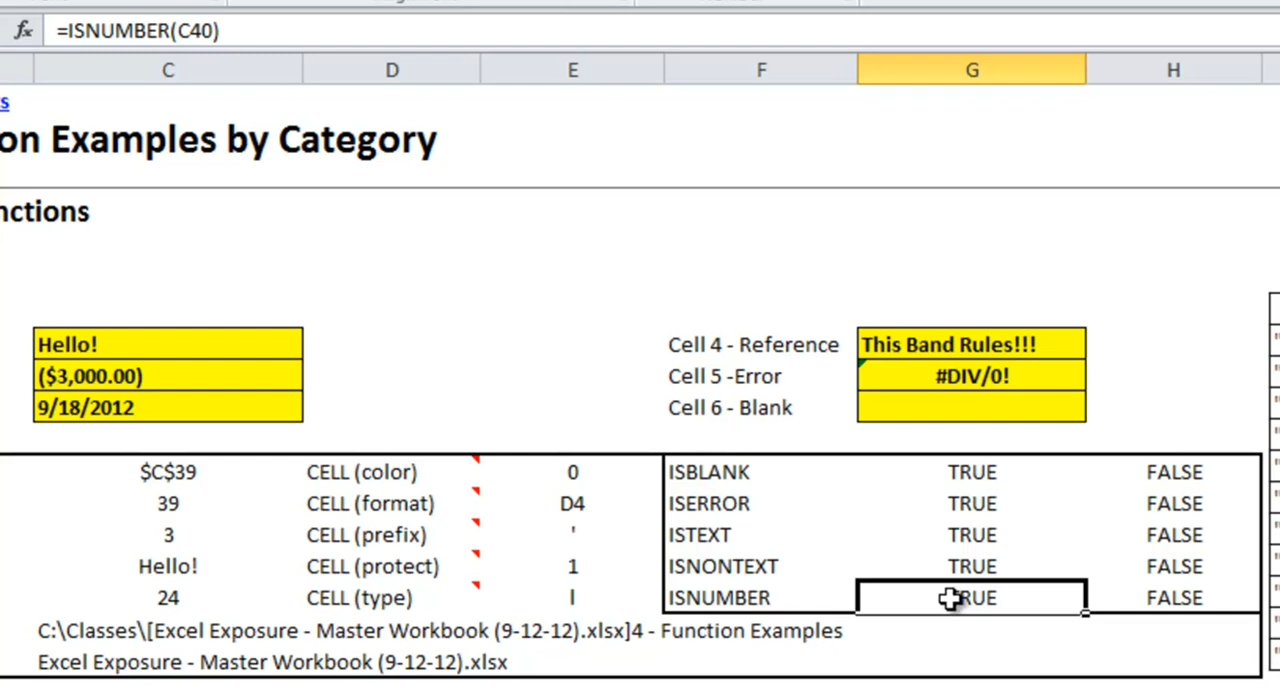 fx =ISNUMBER(C40)
C D E F G H
on Examples by Category
nctions
Hello! Cell 4 - Reference This Band Rules!!!
($3,000.00) Cell 5 -Error #DIV/0!
9/18/2012 Cell 6 - Blank
$C$39 CELL (color) 0 ISBLANK TRUE FALSE
39 CELL (format) D4 ISERROR TRUE FALSE
3 CELL (prefix) ' ISTEXT TRUE FALSE
Hello! CELL (protect) 1 ISNONTEXT TRUE FALSE
24 CELL (type) l ISNUMBER TRUE FALSE
C:\Classes\[Excel Exposure - Master Workbook (9-12-12).xlsx]4 - Function Examples
Excel Exposure - Master Workbook (9-12-12).xlsx